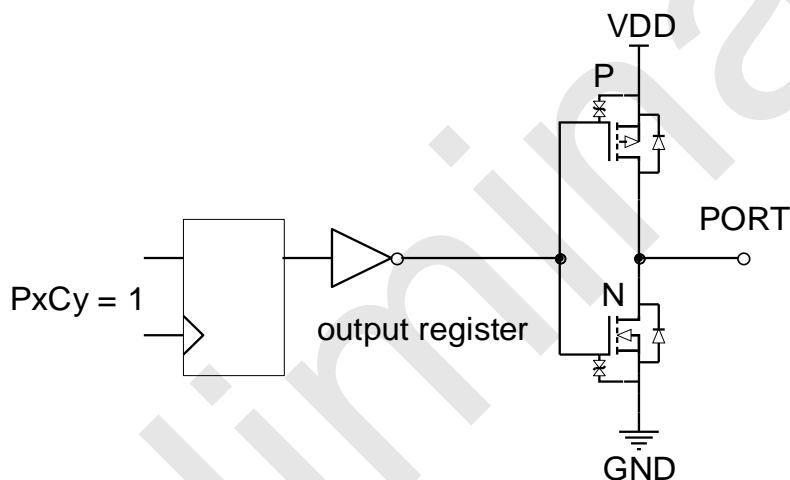 VDD
P
PORT
PxCy = 1
N
output register
GND